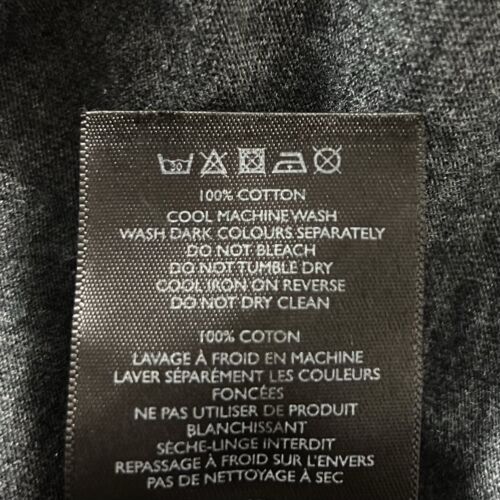 30
100% COTTON
COOL MACHINE WASH
WASH DARK COLOURS SEPARATELY
DO NOT BLEACH
DO NOT TUMBLE DRY
COOL IRON ON REVERSE
DO NOT DRY CLEAN
100% COTON
LAVAGE À FROID EN MACHINE
LAVER SÉPARÉMENT LES COULEURS
FONCÉES
NE PAS UTILISER DE PRODUIT
BLANCHISSANT
SÈCHE-LINGE INTERDIT
REPASSAGE À FROID SUR L'ENVERS
PAS DE NETTOYAGE À SEC